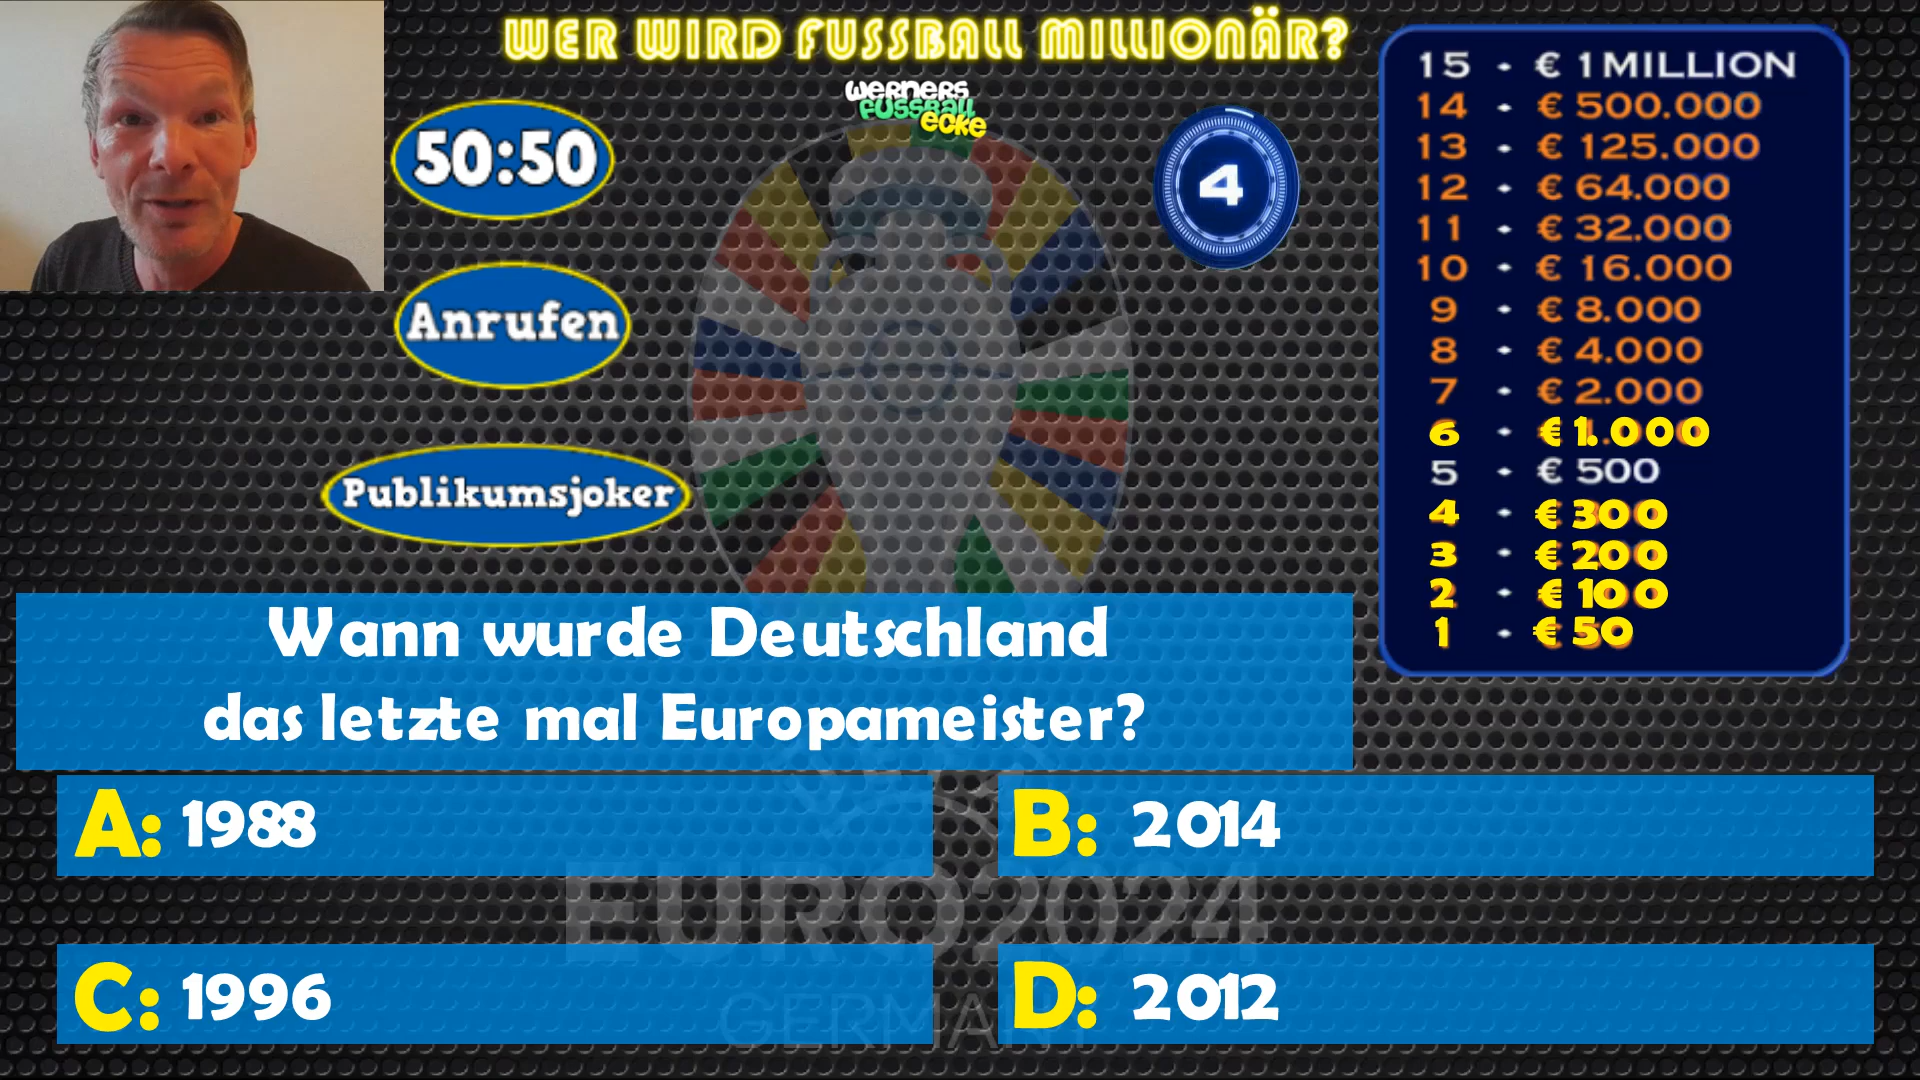 WER WIRD FUSSBALL MILLIONÄR?
werners
FUSSBALL
ecke
50:50
Anrufen
Publikumsjoker
4
15 - € 1 MILLION
14 - € 500.000
13 - € 125.000
12 - € 64.000
11 - € 32.000
10 - € 16.000
9 - € 8.000
8 - € 4.000
7 - € 2.000
6 - € 1.000
5 - € 500
4 - € 300
3 - € 200
2 - € 100
1 - € 50
Wann wurde Deutschland
das letzte mal Europameister?
A: 1988
B: 2014
EURO2024
C: 1996
D: 2012
GERMANY